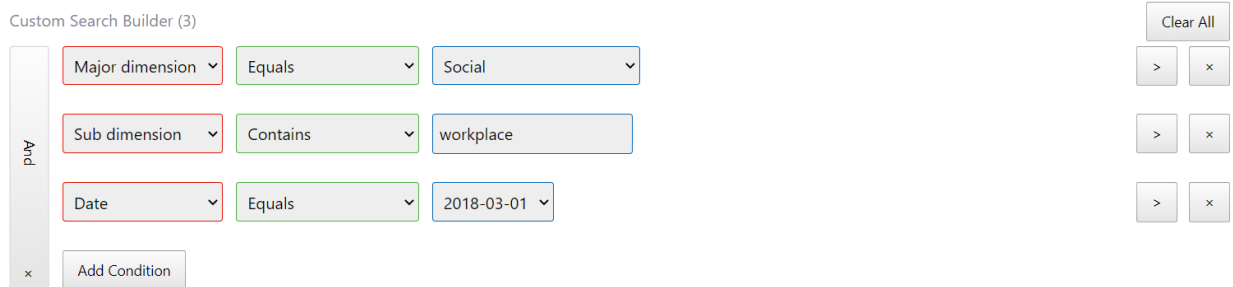 Custom Search Builder (3)
Clear All
Major dimension Equals Social > ×
Sub dimension Contains workplace > ×
And
Date Equals 2018-03-01 > ×
× Add Condition